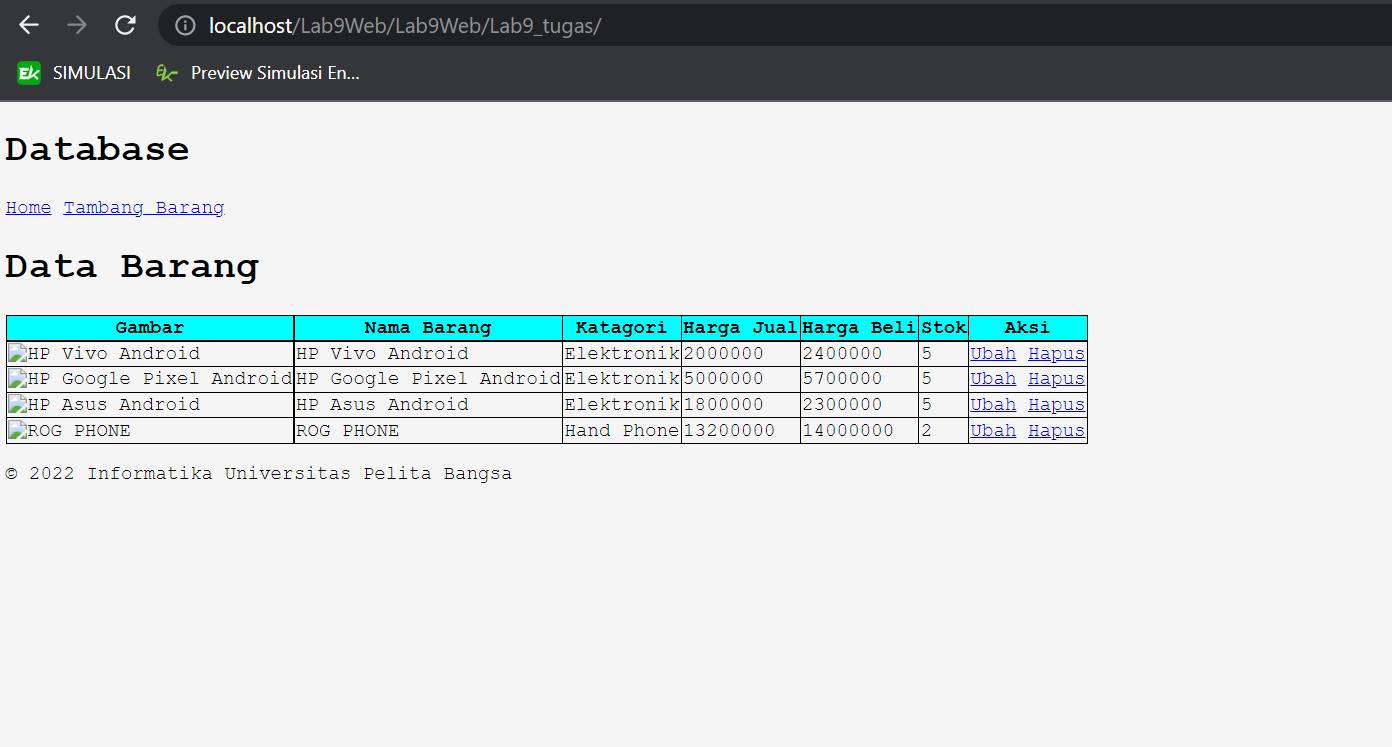 localhost/Lab9Web/Lab9Web/Lab9_tugas/
SIMULASI Preview Simulasi En...
Database
Home Tambang Barang
Data Barang
Gambar Nama Barang Katagori Harga Jual Harga Beli Stok Aksi
HP Vivo Android HP Vivo Android Elektronik 2000000 2400000 5 Ubah Hapus
HP Google Pixel Android HP Google Pixel Android Elektronik 5000000 5700000 5 Ubah Hapus
HP Asus Android HP Asus Android Elektronik 1800000 2300000 5 Ubah Hapus
ROG PHONE ROG PHONE Hand Phone 13200000 14000000 2 Ubah Hapus
© 2022 Informatika Universitas Pelita Bangsa